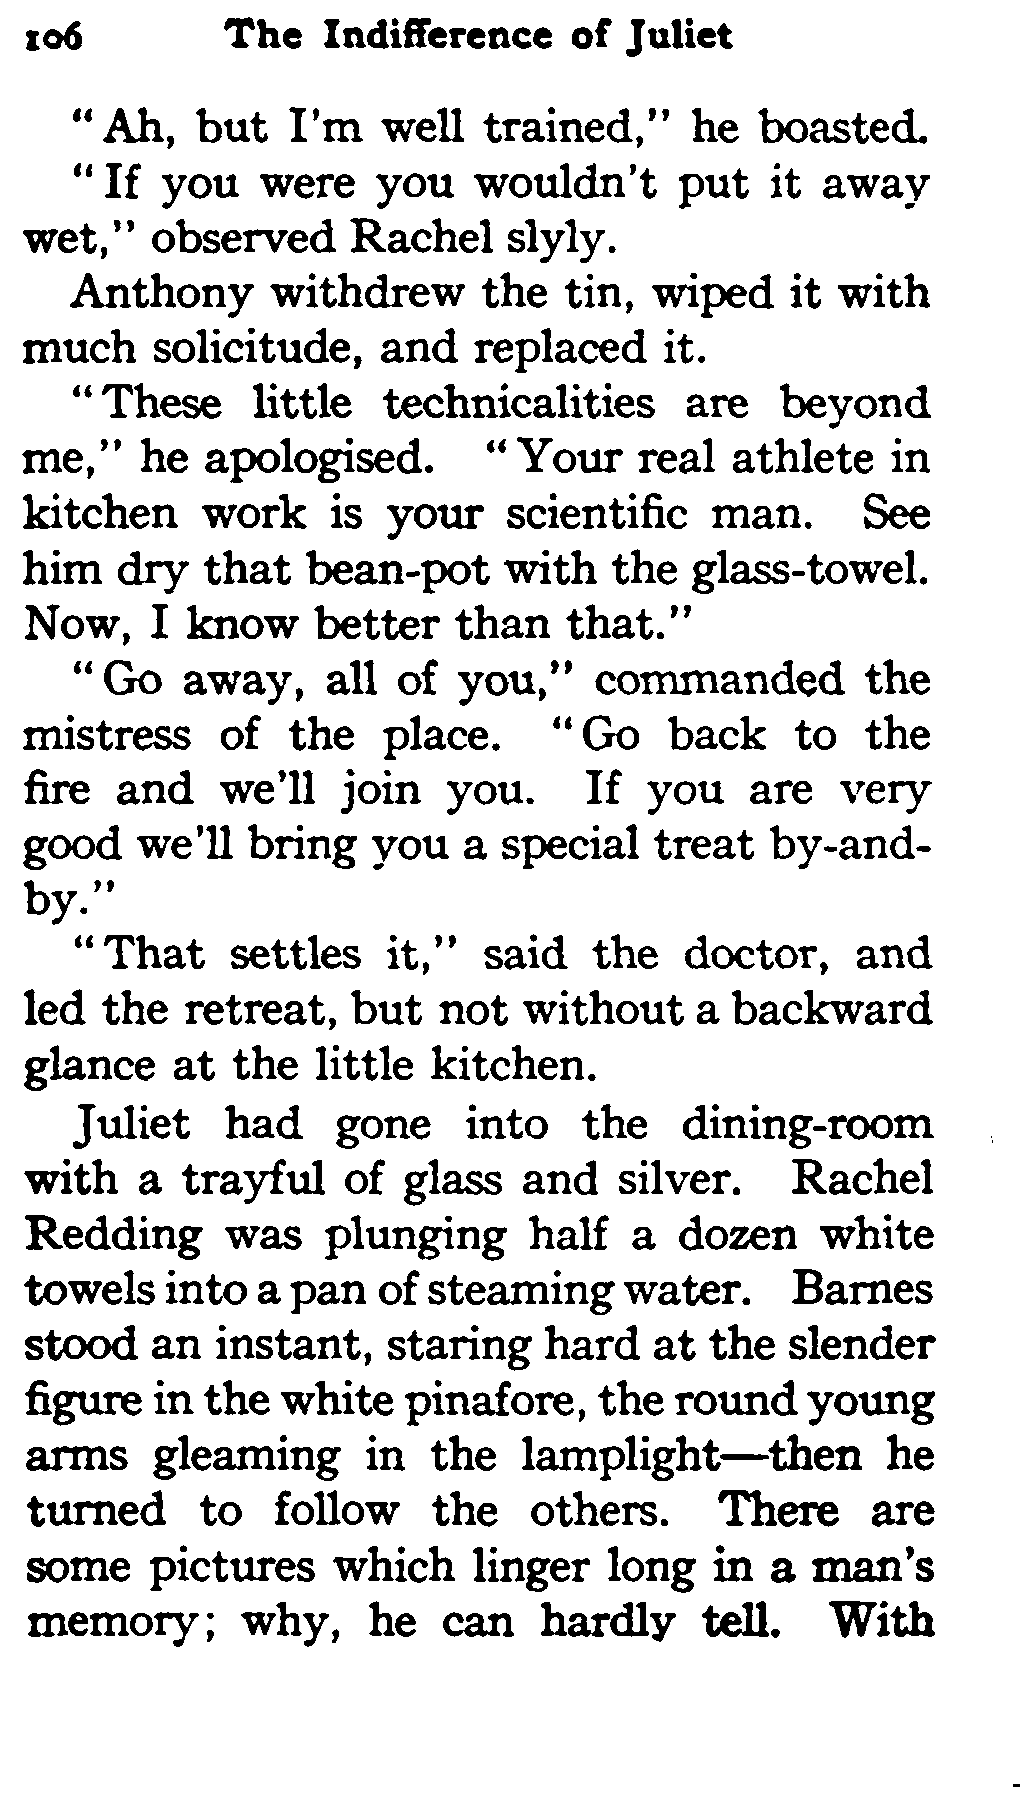 106 The Indifference of Juliet
"Ah, but I'm well trained," he boasted.
"If you were you wouldn't put it away
wet," observed Rachel slyly.
Anthony withdrew the tin, wiped it with
much solicitude, and replaced it.
"These little technicalities are beyond
me," he apologised. "Your real athlete in
kitchen work is your scientific man. See
him dry that bean-pot with the glass-towel.
Now, I know better than that."
"Go away, all of you," commanded the
mistress of the place. "Go back to the
fire and we'll join you. If you are very
good we'll bring you a special treat by-and-
by."
"That settles it," said the doctor, and
led the retreat, but not without a backward
glance at the little kitchen.
Juliet had gone into the dining-room
with a trayful of glass and silver. Rachel
Redding was plunging half a dozen white
towels into a pan of steaming water. Barnes
stood an instant, staring hard at the slender
figure in the white pinafore, the round young
arms gleaming in the lamplight—then he
turned to follow the others. There are
some pictures which linger long in a man's
memory; why, he can hardly tell. With